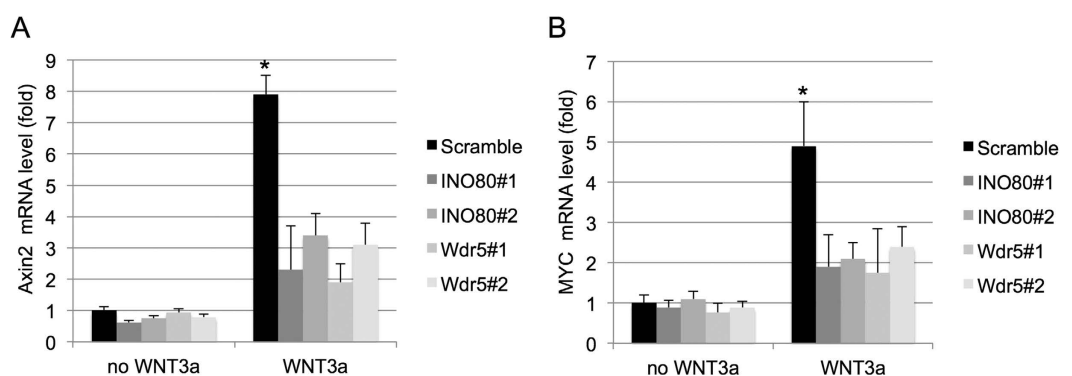 A
Axin2 mRNA level (fold)
9
8
7
6
5
4
3
2
1
0
*
no WNT3a
WNT3a
Scramble
INO80#1
INO80#2
Wdr5#1
Wdr5#2
B
MYC mRNA level (fold)
7
6
5
4
3
2
1
0
*
no WNT3a
WNT3a
Scramble
INO80#1
INO80#2
Wdr5#1
Wdr5#2